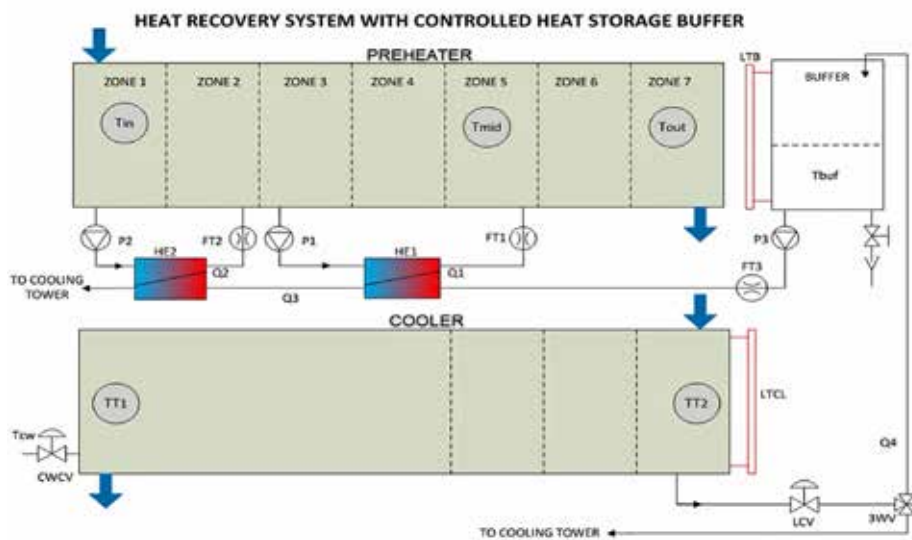 HEAT RECOVERY SYSTEM WITH CONTROLLED HEAT STORAGE BUFFER
PREHEATER
ZONE 1 ZONE 2 ZONE 3 ZONE 4 ZONE 5 ZONE 6 ZONE 7
LTB
BUFFER
Tin
Tmid
Tout
Tbuf
P2
FT2
P1
FT1
P3
HE2
HE1
Q2
Q1
FT3
TO COOLING
TOWER
Q3
COOLER
TT1
TT2
LTCL
Tcw
CWCV
Q4
LCV
3WV
TO COOLING TOWER